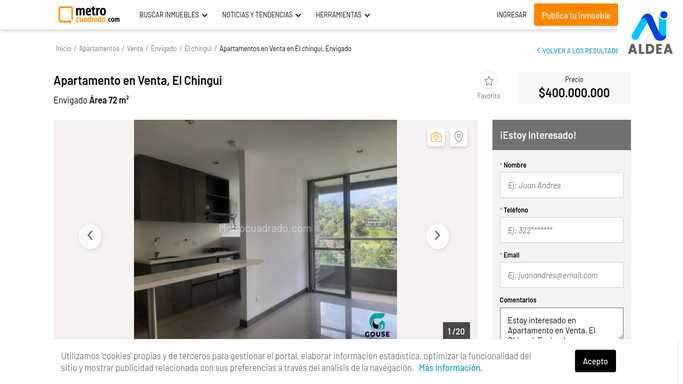 metro
cuadrado.com
BUSCAR INMUEBLES
NOTICIAS Y TENDENCIAS
HERRAMIENTAS
INGRESAR
Publica tu Inmueble
ALDEA
Inicio / Apartamentos / Venta / Envigado / El chingui / Apartamentos en Venta en El chingui, Envigado
VOLVER A LOS RESULTAD
Apartamento en Venta, El Chingui
Envigado Área 72 m²
Favorito
Precio
$400.000.000
Metrocuadrado.com
GOUSE
1 / 20
¡Estoy Interesado!
* Nombre
Ej: Juan Andres
* Teléfono
Ej: 322*******
* Email
Ej: juanandres@email.com
Comentarios
Estoy interesado en
Apartamento en Venta, El
Utilizamos 'cookies' propias y de terceros para gestionar el portal, elaborar información estadística, optimizar la funcionalidad del
sitio y mostrar publicidad relacionada con sus preferencias a través del análisis de la navegación. Más Información.
Acepto